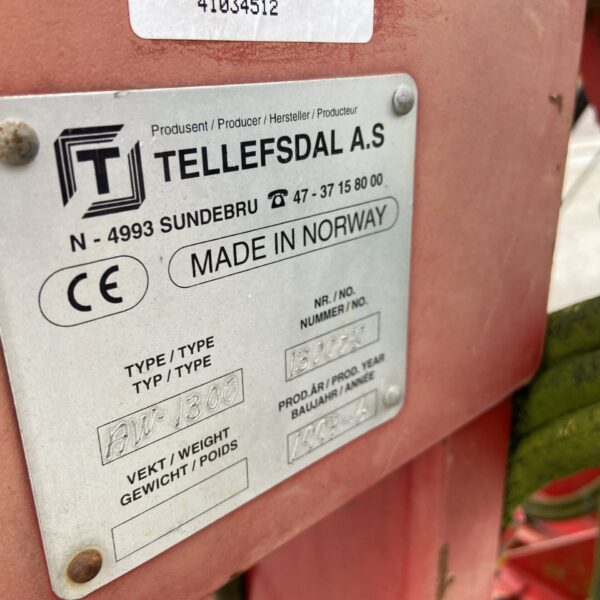 41034512
Produsent / Producer / Hersteller / Producteur
T
TELLEFSDAL A.S
N - 4993 SUNDEBRU ☎ 47 - 37 15 80 00
CE
MADE IN NORWAY
TYPE / TYPE
TYP / TYPE
NR. / NO.
NUMMER / NO.
VEKT / WEIGHT
GEWICHT / POIDS
PROD.ÅR / PROD. YEAR
BAUJAHR / ANNÉE